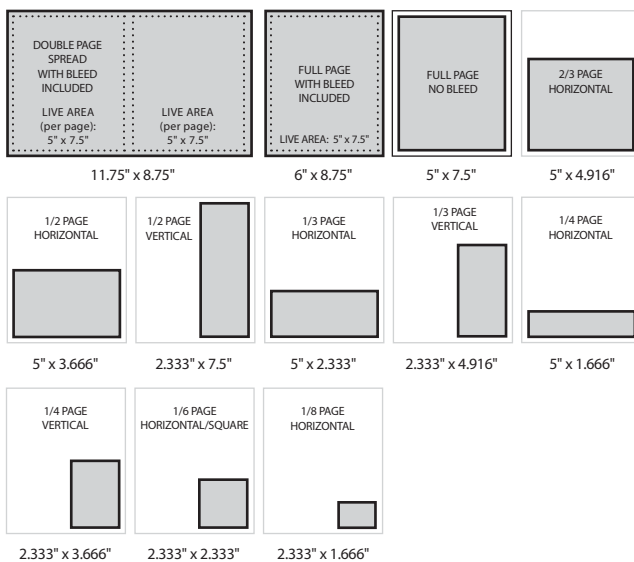 DOUBLE PAGE
SPREAD
WITH BLEED
INCLUDED
LIVE AREA
(per page):
5" x 7.5"
LIVE AREA
(per page):
5" x 7.5"
11.75" x 8.75"
FULL PAGE
WITH BLEED
INCLUDED
LIVE AREA: 5" x 7.5"
6" x 8.75"
FULL PAGE
NO BLEED
5" x 7.5"
2/3 PAGE
HORIZONTAL
5" x 4.916"
1/2 PAGE
HORIZONTAL
5" x 3.666"
1/2 PAGE
VERTICAL
2.333" x 7.5"
1/3 PAGE
HORIZONTAL
5" x 2.333"
1/3 PAGE
VERTICAL
2.333" x 4.916"
1/4 PAGE
HORIZONTAL
5" x 1.666"
1/4 PAGE
VERTICAL
2.333" x 3.666"
1/6 PAGE
HORIZONTAL/SQUARE
2.333" x 2.333"
1/8 PAGE
HORIZONTAL
2.333" x 1.666"